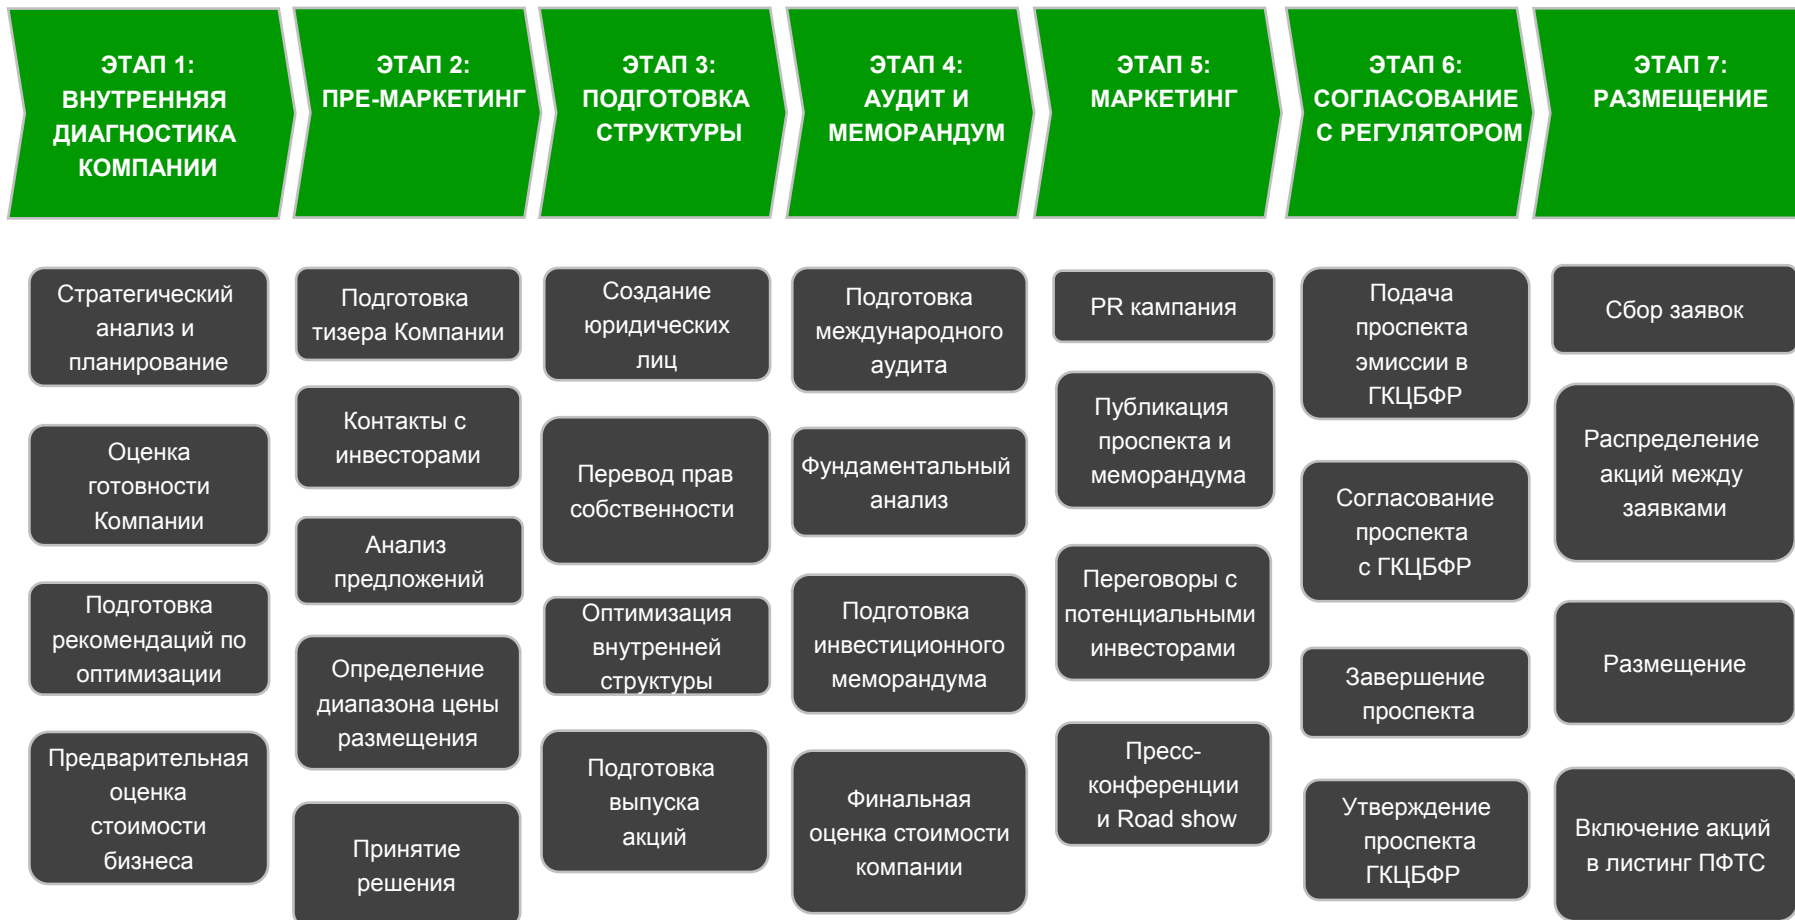 ЭТАП 1:
ВНУТРЕННЯЯ
ДИАГНОСТИКА
КОМПАНИИ
ЭТАП 2:
ПРЕ-МАРКЕТИНГ
ЭТАП 3:
ПОДГОТОВКА
СТРУКТУРЫ
ЭТАП 4:
АУДИТ И
МЕМОРАНДУМ
ЭТАП 5:
МАРКЕТИНГ
ЭТАП 6:
СОГЛАСОВАНИЕ
С РЕГУЛЯТОРОМ
ЭТАП 7:
РАЗМЕЩЕНИЕ
Стратегический
анализ и
планирование
Оценка
готовности
Компании
Подготовка
рекомендаций по
оптимизации
Предварительная
оценка
стоимости
бизнеса
Подготовка
тизера Компании
Контакты с
инвесторами
Анализ
предложений
Определение
диапазона цены
размещения
Принятие
решения
Создание
юридических
лиц
Перевод прав
собственности
Оптимизация
внутренней
структуры
Подготовка
выпуска
акций
Подготовка
международного
аудита
Фундаментальный
анализ
Подготовка
инвестиционного
меморандума
Финальная
оценка стоимости
компании
PR кампания
Публикация
проспекта и
меморандума
Переговоры с
потенциальными
инвесторами
Пресс-
конференции
и Road show
Подача
проспекта
эмиссии в
ГКЦБФР
Согласование
проспекта
с ГКЦБФР
Завершение
проспекта
Утверждение
проспекта
ГКЦБФР
Сбор заявок
Распределение
акций между
заявками
Размещение
Включение акций
в листинг ПФТС